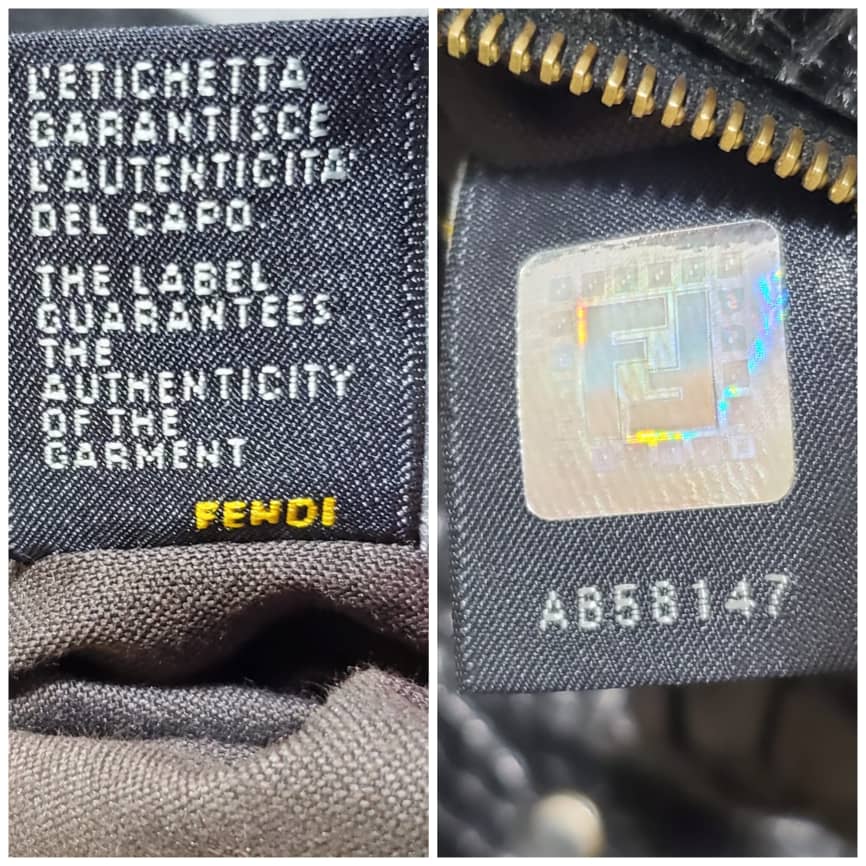 L'ETICHETTA
GARANTISCE
L'AUTENTICITA'
DEL CAPO
THE LABEL
GUARANTEES
THE
AUTHENTICITY
OF THE
GARMENT
FENDI
AB58147